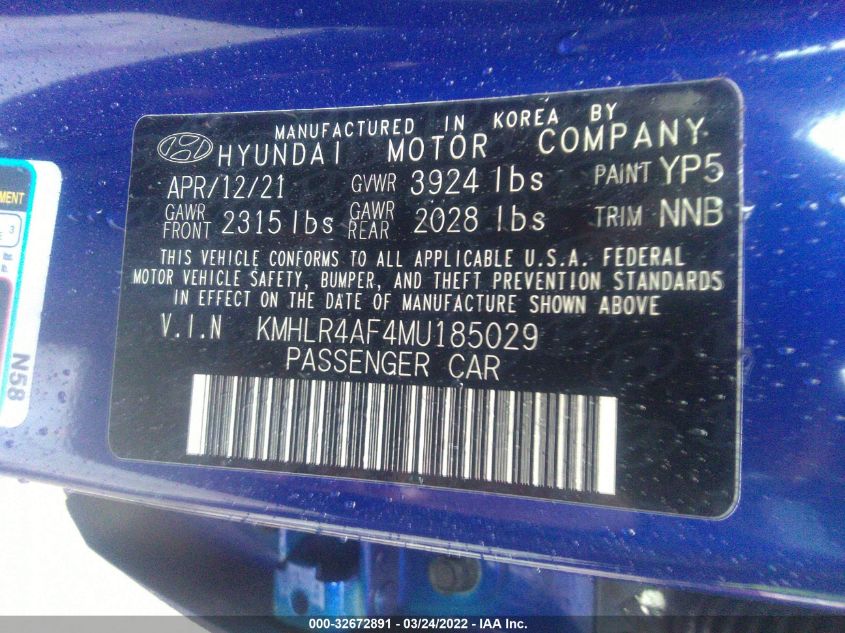 MANUFACTURED IN KOREA BY
HYUNDAI MOTOR COMPANY
APR/12/21 GVWR 3924 lbs PAINT YP5
GAWR FRONT 2315 lbs GAWR REAR 2028 lbs TRIM NNB
THIS VEHICLE CONFORMS TO ALL APPLICABLE U.S.A. FEDERAL
MOTOR VEHICLE SAFETY, BUMPER, AND THEFT PREVENTION STANDARDS
IN EFFECT ON THE DATE OF MANUFACTURE SHOWN ABOVE
V.I.N KMHLR4AF4MU185029
PASSENGER CAR
3
N58
000-32672891 - 03/24/2022 - IAA Inc.